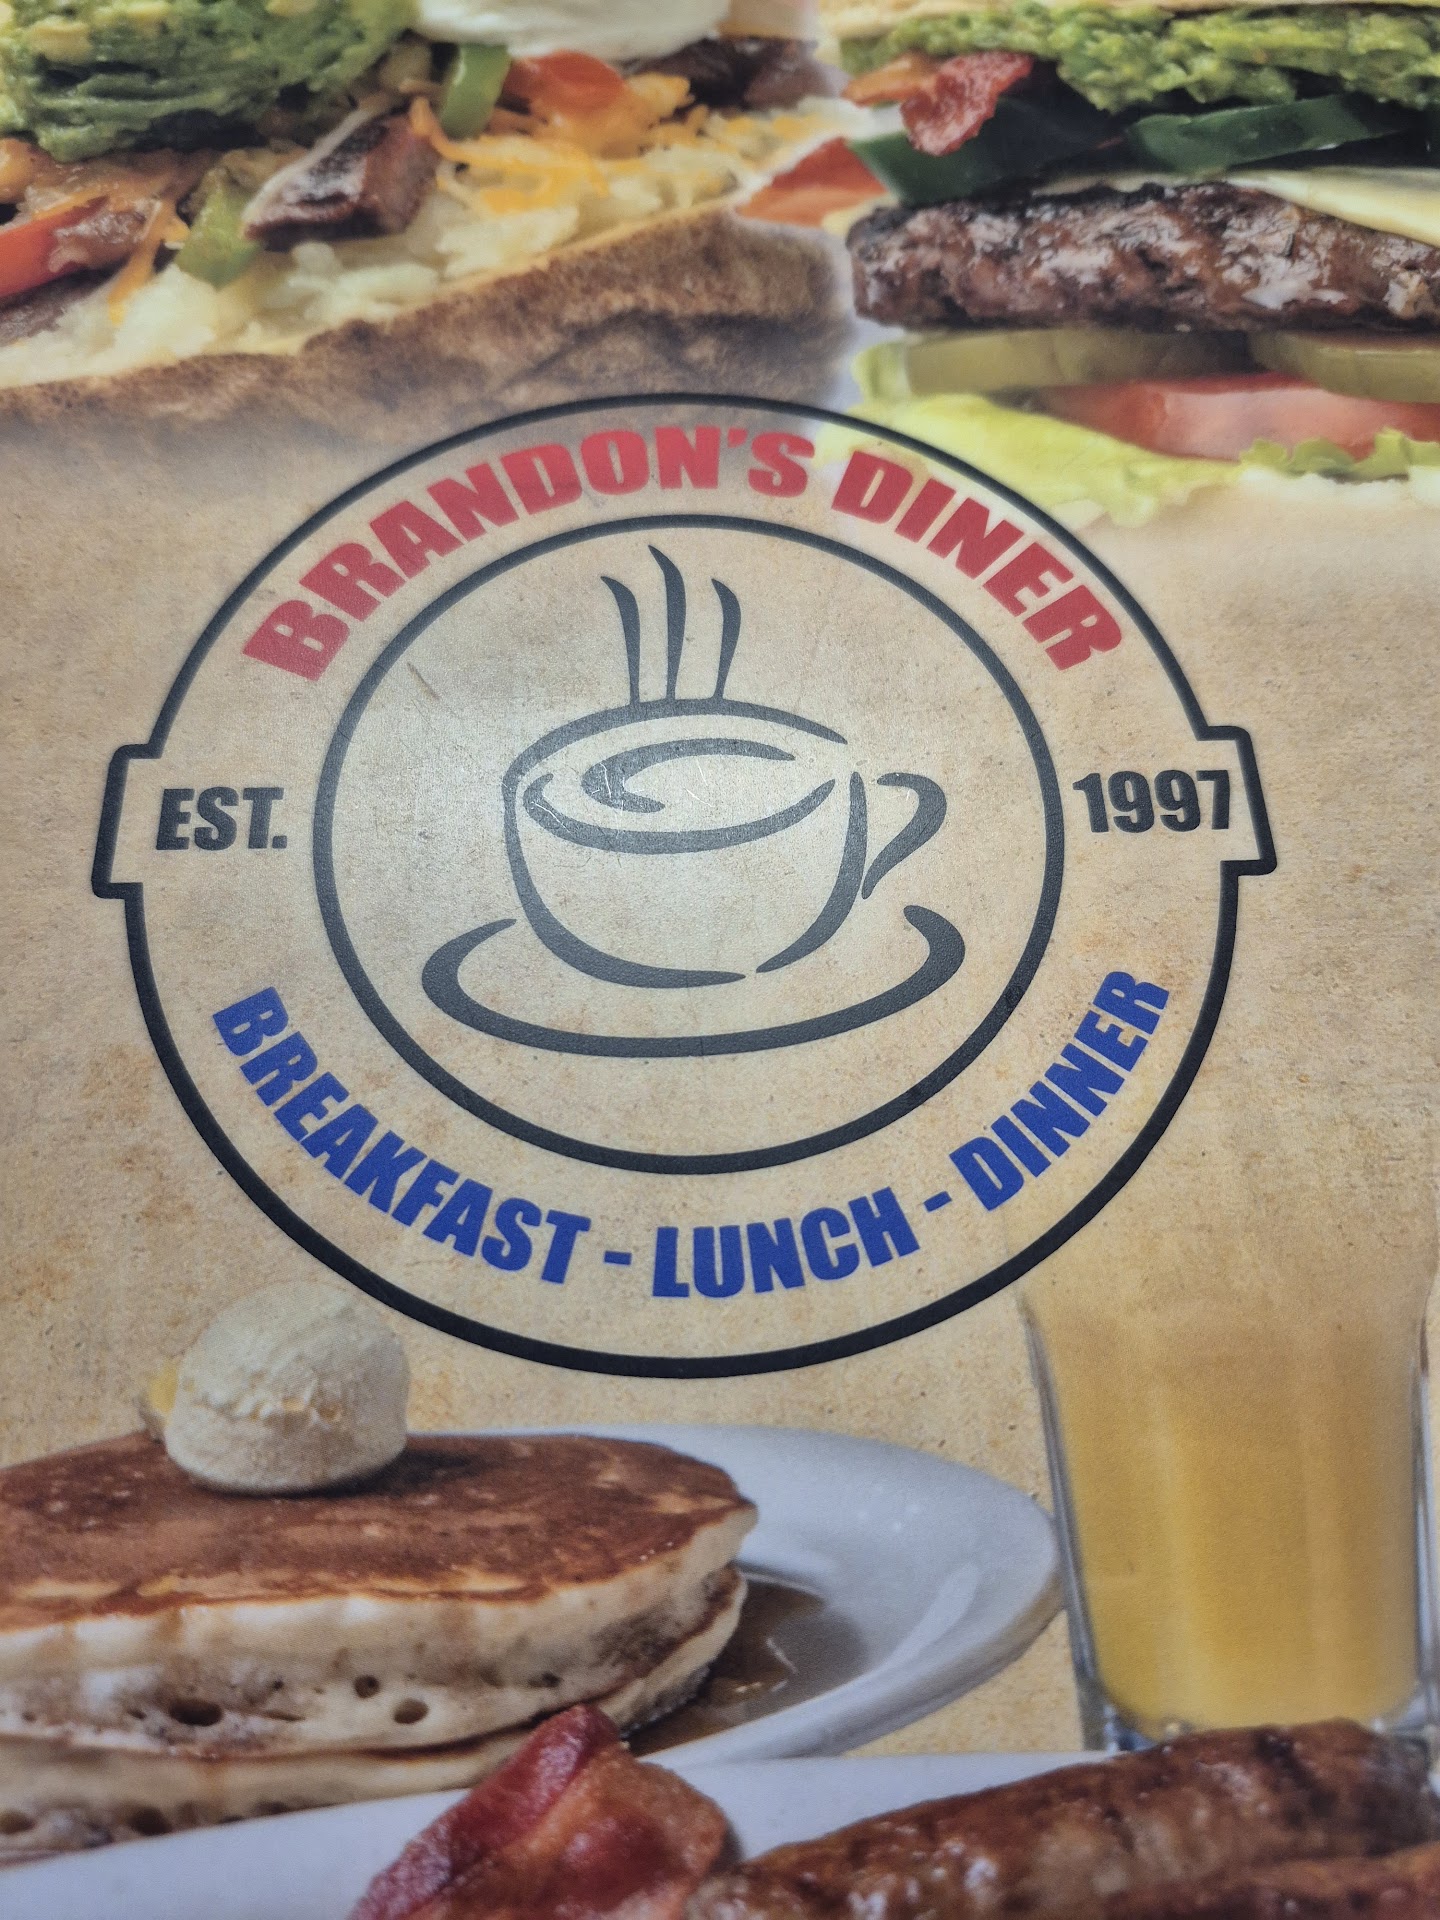 BRANDON'S DINER
EST. 1997
BREAKFAST - LUNCH - DINNER